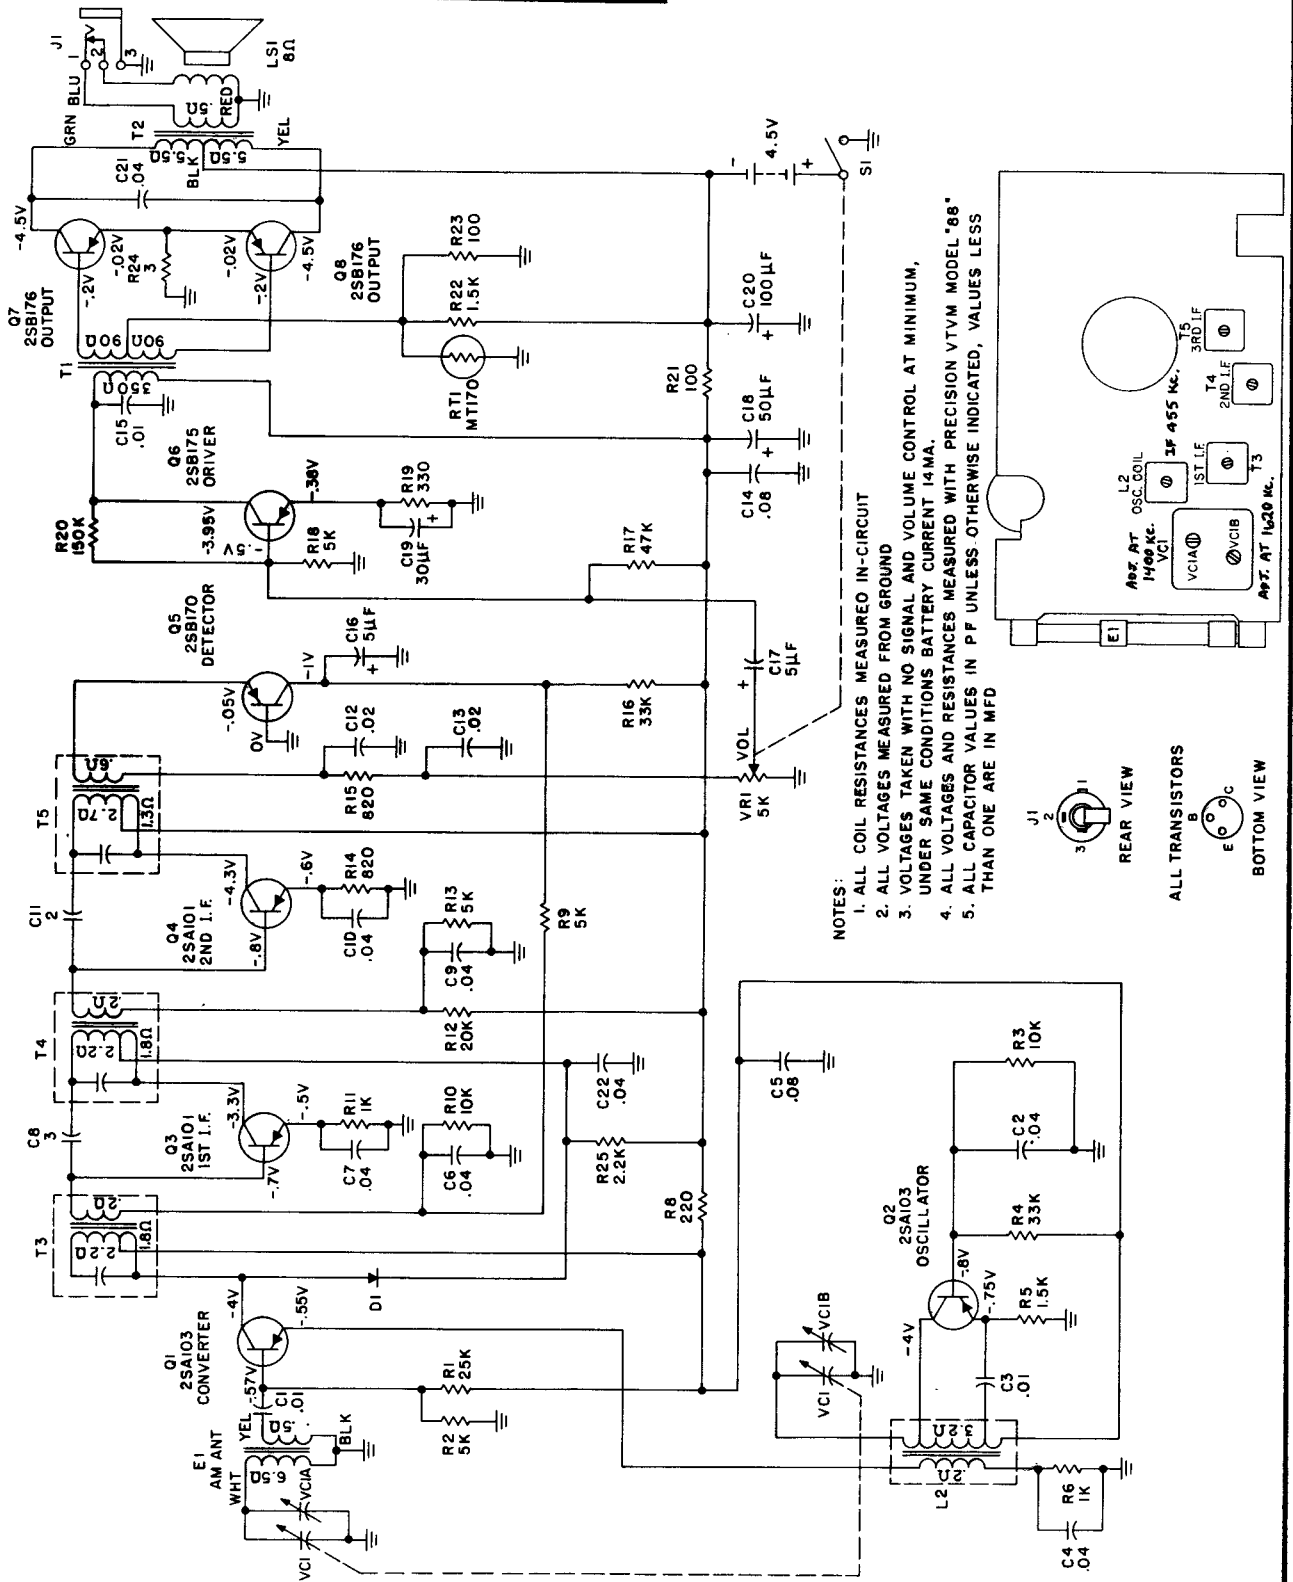 E1
AM ANT
WHT
YEL
BLK
6.5Ω
.5Ω
VC1
VC1A
C1
.01
-.57V
Q1
2SA103
CONVERTER
-4V
-.55V
R2
5K
R1
25K
D1
T3
2.2Ω
1.8Ω
.2Ω
C8
3
Q3
2SA101
1ST I.F.
-.7V
-3.3V
-.5V
C7
.04
R11
1K
C6
.04
R10
10K
R25
2.2K
C22
.04
R8
220
T4
2.2Ω
1.8Ω
.2Ω
C11
2
Q4
2SA101
2ND I.F.
-.8V
-4.3V
-.6V
C10
.04
R14
820
C9
.04
R13
5K
R12
20K
R9
5K
T5
2.7Ω
1.3Ω
.6Ω
Q5
2SB170
DETECTOR
0V
-.05V
-.1V
C16
5µF
+
R15
820
C12
.02
C13
.02
R16
33K
VR1
5K
VOL
+
C17
5µF
R17
47K
R20
150K
Q6
2SB175
DRIVER
-3.95V
-.5V
-.38V
R18
5K
C19
30µF
+
R19
330
C15
.01
T1
350Ω
90Ω
90Ω
C14
.08
C18
50µF
+
R21
100
RT1
MT170
R22
1.5K
R23
100
C20
100µF
+
Q7
2SB176
OUTPUT
-4.5V
-.2V
-.02V
R24
3
-.02V
-.2V
-4.5V
Q8
2SB176
OUTPUT
C21
.04
T2
5.5Ω
5.5Ω
GRN
BLU
BLK
YEL
RED
.5Ω
J1
1
2
3
LS1
8Ω
-
4.5V
+
S1
C5
.08
Q2
2SA103
OSCILLATOR
-4V
-.8V
-.75V
R4
33K
C2
.04
R3
10K
R5
1.5K
C3
.01
VC1
VC1B
L2
.2Ω
3.2Ω
C4
.04
R6
1K
NOTES:
1. ALL COIL RESISTANCES MEASURED IN-CIRCUIT
2. ALL VOLTAGES MEASURED FROM GROUND
3. VOLTAGES TAKEN WITH NO SIGNAL AND VOLUME CONTROL AT MINIMUM,
UNDER SAME CONDITIONS BATTERY CURRENT 14MA.
4. ALL VOLTAGES AND RESISTANCES MEASURED WITH PRECISION VTVM MODEL "88"
5. ALL CAPACITOR VALUES IN PF UNLESS OTHERWISE INDICATED, VALUES LESS
THAN ONE ARE IN MFD
J1
3
2
1
REAR VIEW
ALL TRANSISTORS
B
E
C
BOTTOM VIEW
E1
ADJ. AT
1400 KC.
VC1
VC1A
VC1B
ADJ. AT 1620 KC.
L2
OSC. COIL
IF 455 KC.
1ST I.F.
T3
T4
2ND I.F.
T5
3RD I.F.